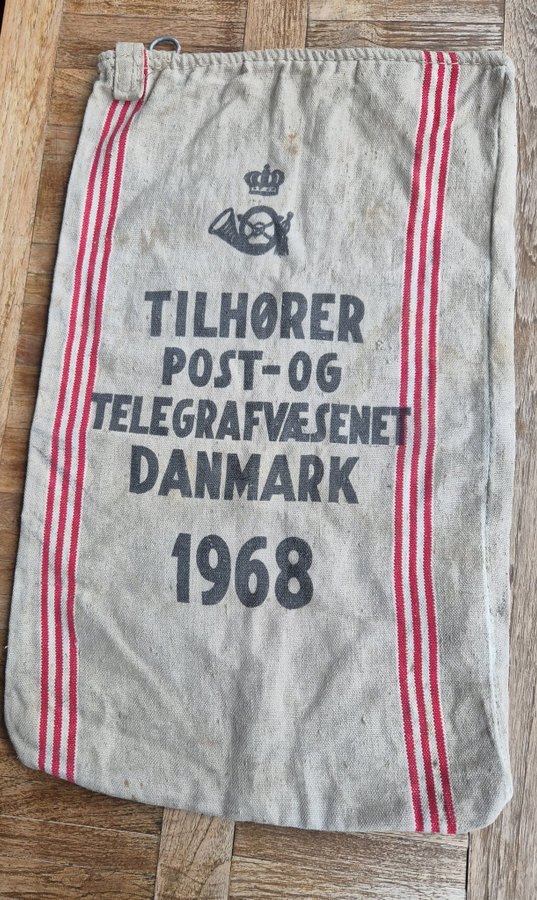 TILHØRER
POST-OG
TELEGRAFVÆSENET
DANMARK
1968